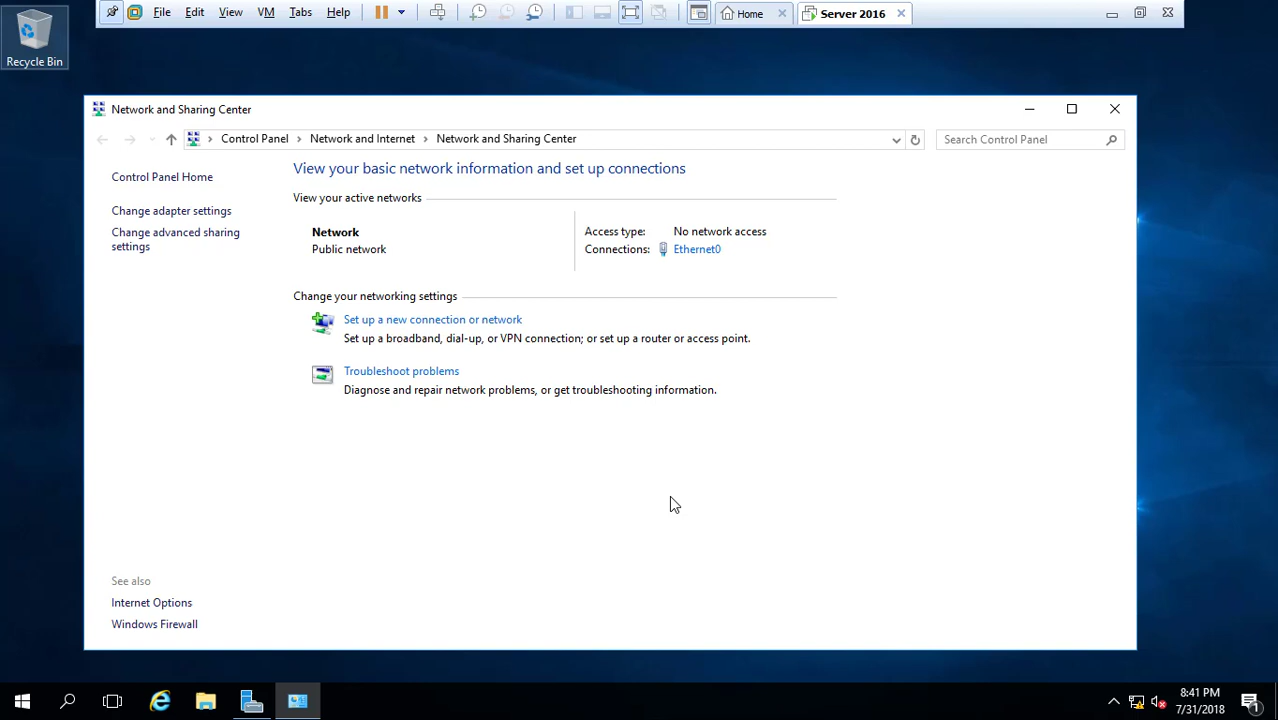 File Edit View VM Tabs Help
Home
Server 2016
Recycle Bin
Network and Sharing Center
Control Panel Network and Internet Network and Sharing Center
Search Control Panel
Control Panel Home
Change adapter settings
Change advanced sharing
settings
View your basic network information and set up connections
View your active networks
Network
Public network
Access type: No network access
Connections: Ethernet0
Change your networking settings
Set up a new connection or network
Set up a broadband, dial-up, or VPN connection; or set up a router or access point.
Troubleshoot problems
Diagnose and repair network problems, or get troubleshooting information.
See also
Internet Options
Windows Firewall
8:41 PM
7/31/2018
1